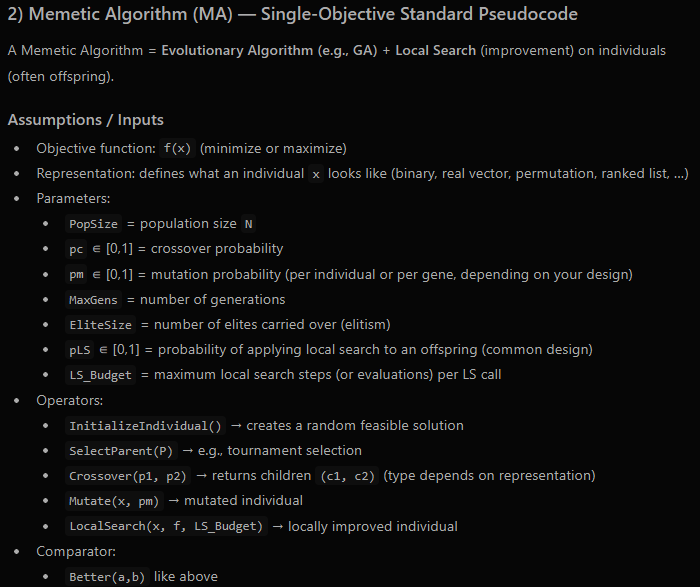 2) Memetic Algorithm (MA) — Single-Objective Standard Pseudocode
A Memetic Algorithm = Evolutionary Algorithm (e.g., GA) + Local Search (improvement) on individuals
(often offspring).
Assumptions / Inputs
• Objective function: f(x) (minimize or maximize)
• Representation: defines what an individual x looks like (binary, real vector, permutation, ranked list, ...)
• Parameters:
• PopSize = population size N
• pc ∈ [0,1] = crossover probability
• pm ∈ [0,1] = mutation probability (per individual or per gene, depending on your design)
• MaxGens = number of generations
• EliteSize = number of elites carried over (elitism)
• pLS ∈ [0,1] = probability of applying local search to an offspring (common design)
• LS_Budget = maximum local search steps (or evaluations) per LS call
• Operators:
• InitializeIndividual() → creates a random feasible solution
• SelectParent(P) → e.g., tournament selection
• Crossover(p1, p2) → returns children (c1, c2) (type depends on representation)
• Mutate(x, pm) → mutated individual
• LocalSearch(x, f, LS_Budget) → locally improved individual
• Comparator:
• Better(a,b) like above